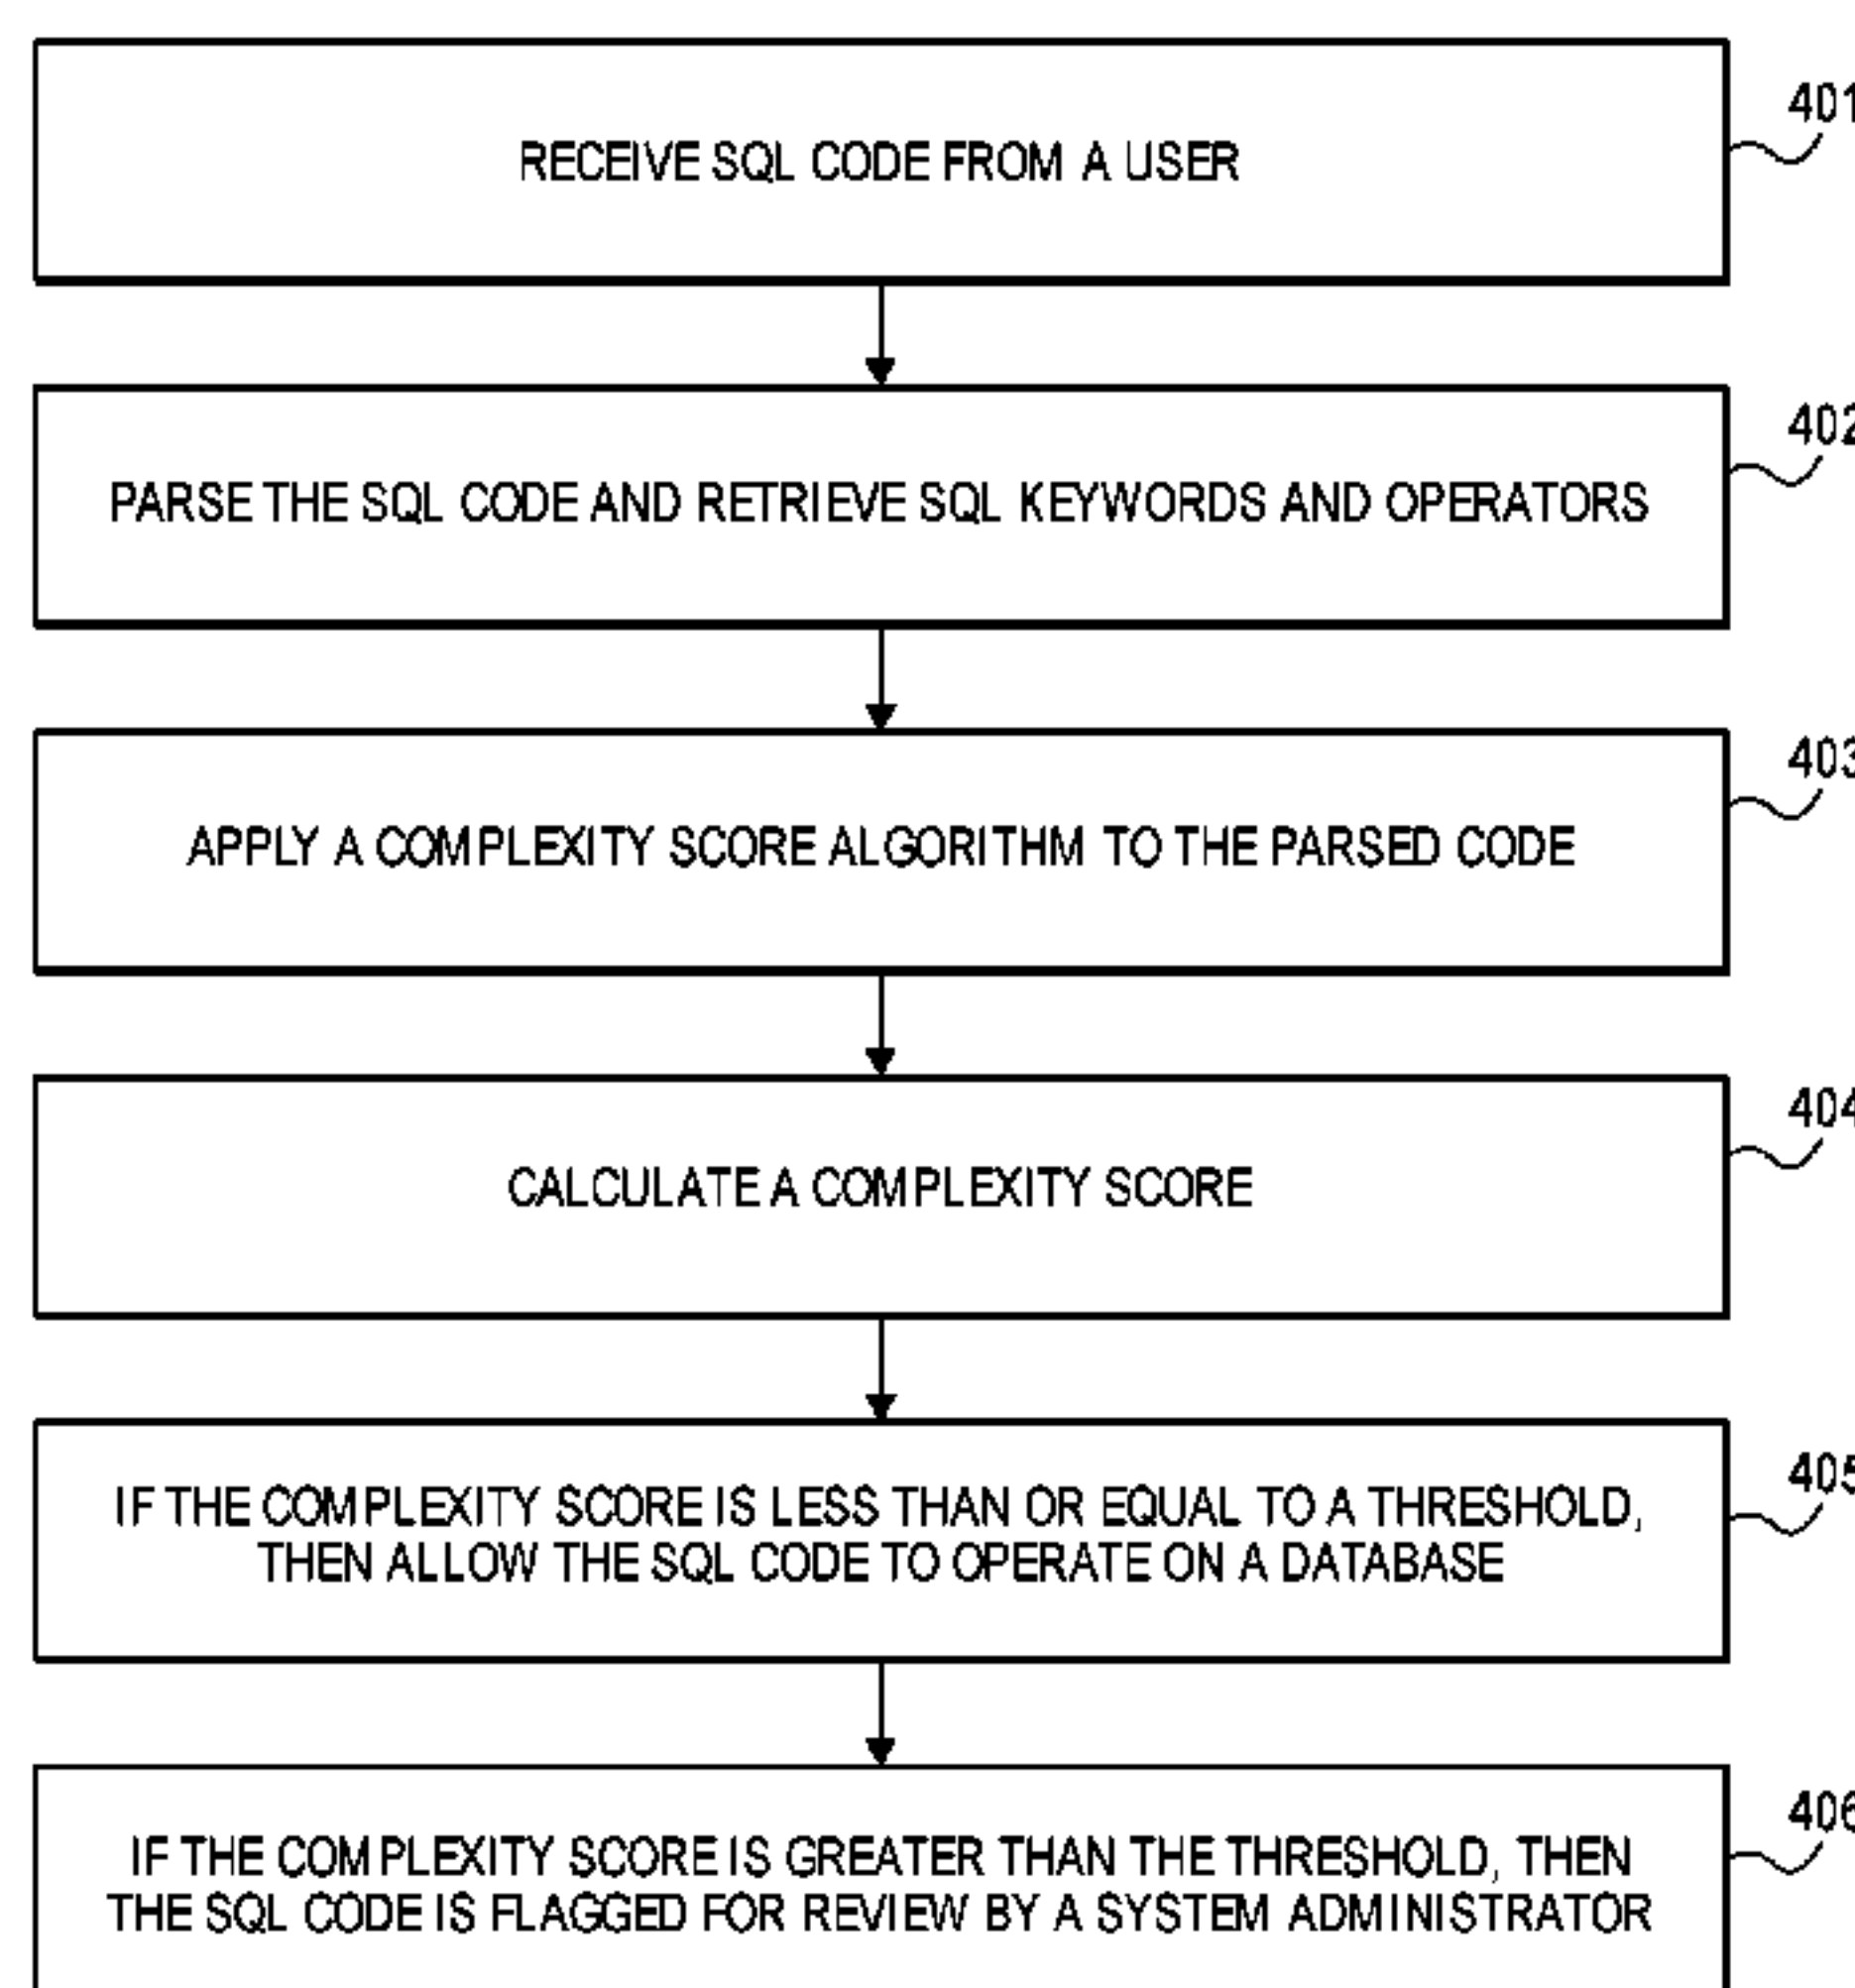 401
RECEIVE SQL CODE FROM A USER
402
PARSE THE SQL CODE AND RETRIEVE SQL KEYWORDS AND OPERATORS
403
APPLY A COMPLEXITY SCORE ALGORITHM TO THE PARSED CODE
404
CALCULATE A COMPLEXITY SCORE
405
IF THE COMPLEXITY SCORE IS LESS THAN OR EQUAL TO A THRESHOLD,
THEN ALLOW THE SQL CODE TO OPERATE ON A DATABASE
406
IF THE COMPLEXITY SCORE IS GREATER THAN THE THRESHOLD, THEN
THE SQL CODE IS FLAGGED FOR REVIEW BY A SYSTEM ADMINISTRATOR